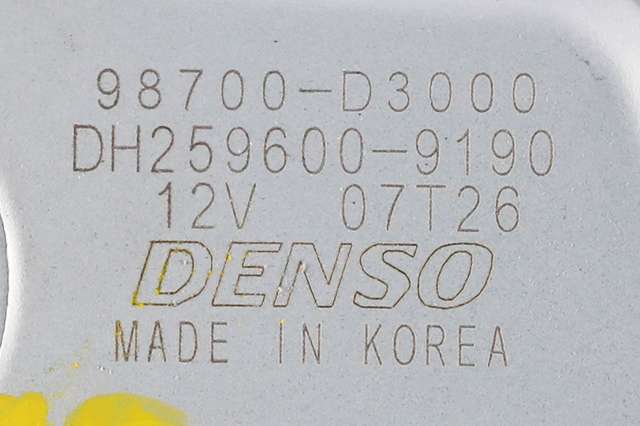 98700-D3000
DH259600-9190
12V 07T26
DENSO
MADE IN KOREA